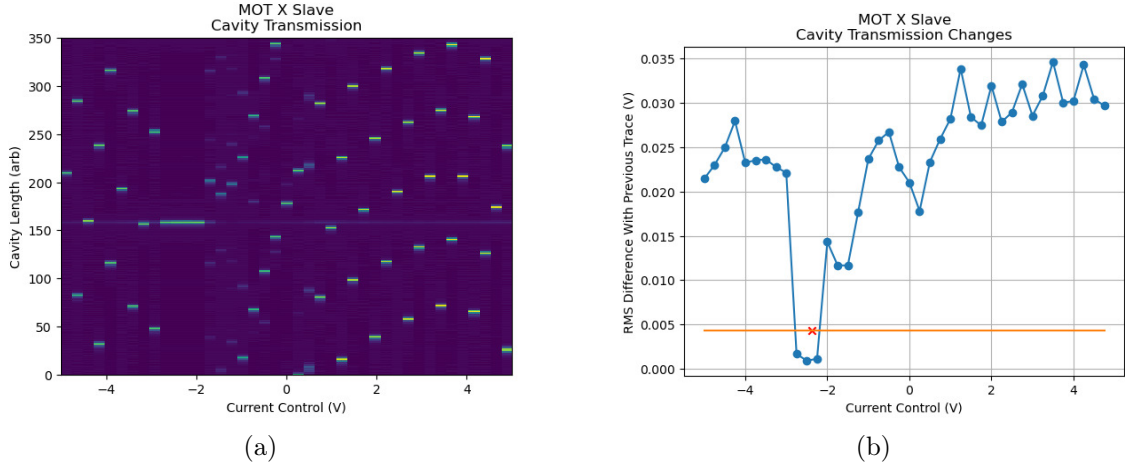 MOT X Slave
Cavity Transmission
350
300
250
200
150
100
50
0
Cavity Length (arb)
−4
−2
0
2
4
Current Control (V)
(a)
MOT X Slave
Cavity Transmission Changes
0.035
0.030
0.025
0.020
0.015
0.010
0.005
0.000
RMS Difference With Previous Trace (V)
−4
−2
0
2
4
Current Control (V)
(b)